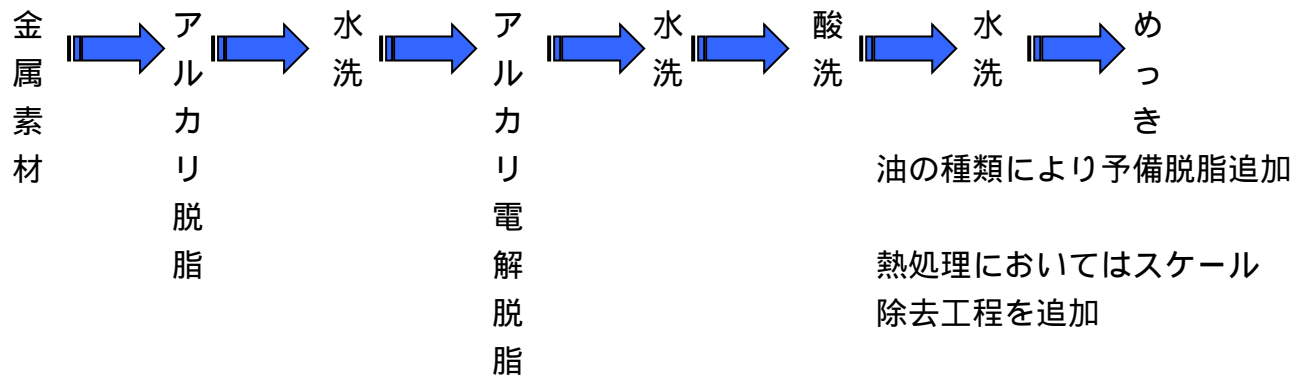 金属素材
アルカリ脱脂
水洗
アルカリ電解脱脂
水洗
酸洗
水洗
めっき
油の種類により予備脱脂追加
熱処理においてはスケール
除去工程を追加